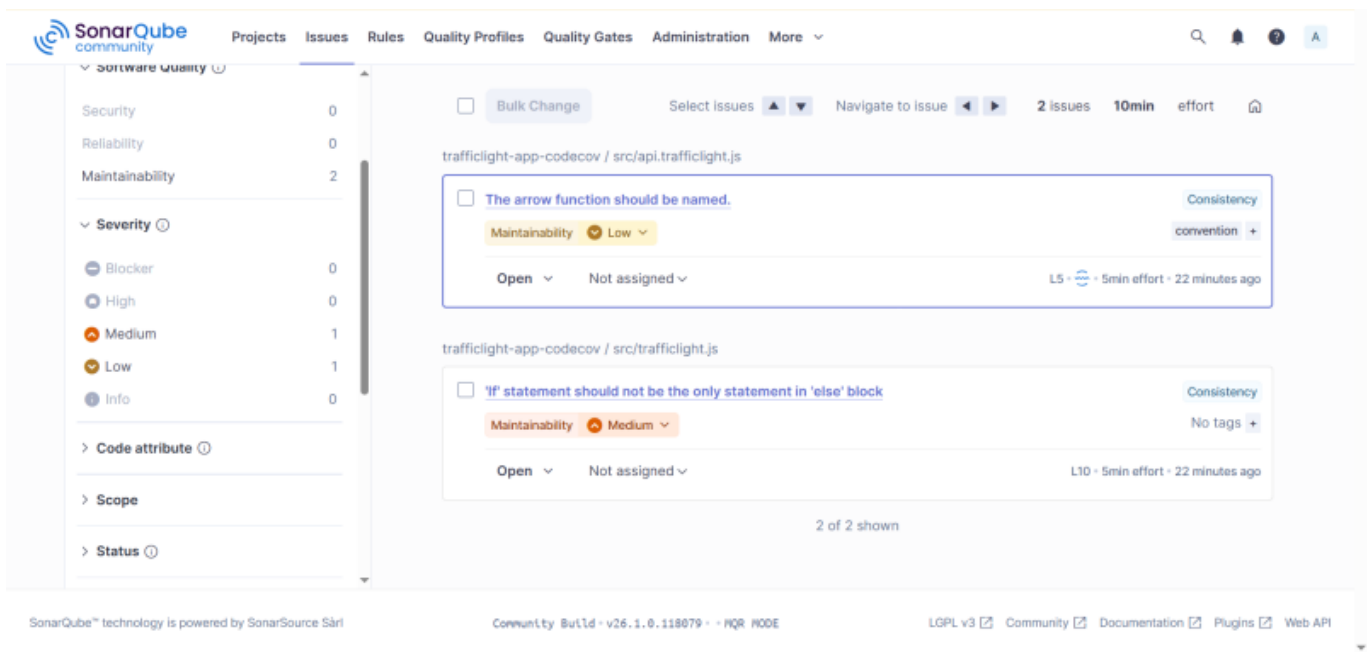 SonarQube community
Projects Issues Rules Quality Profiles Quality Gates Administration More A
Software Quality
Security 0
Reliability 0
Maintainability 2
Severity
Blocker 0
High 0
Medium 1
Low 1
Info 0
Code attribute
Scope
Status
Bulk Change Select issues Navigate to issue 2 issues 10min effort
trafficlight-app-codecov / src/api.trafficlight.js
The arrow function should be named. Consistency
Maintainability Low convention +
Open Not assigned L5 · 5min effort · 22 minutes ago
trafficlight-app-codecov / src/trafficlight.js
'If' statement should not be the only statement in 'else' block Consistency
Maintainability Medium No tags +
Open Not assigned L10 · 5min effort · 22 minutes ago
2 of 2 shown
SonarQube™ technology is powered by SonarSource Sàrl Community Build · v26.1.0.118079 · · MQR MODE LGPL v3 Community Documentation Plugins Web API